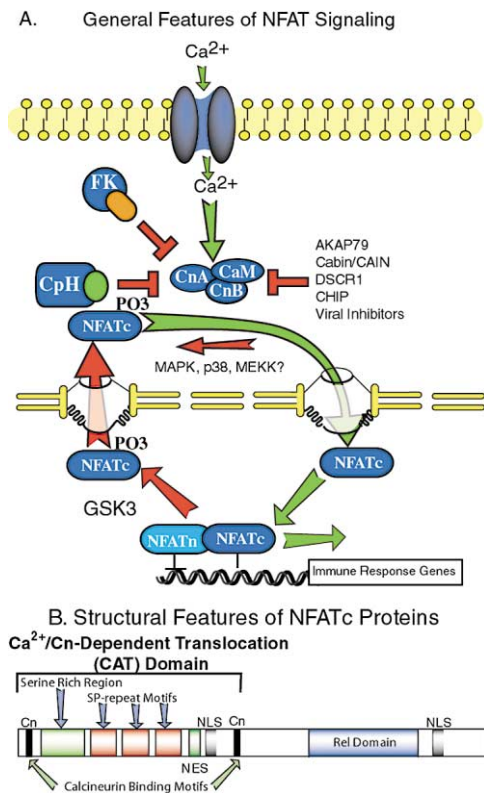 A. General Features of NFAT Signaling
Ca2+
Ca2+
FK
CnA
CaM
CnB
AKAP79
Cabin/CAIN
DSCR1
CHIP
Viral Inhibitors
CpH
PO3
NFATc
MAPK, p38, MEKK?
PO3
NFATc
NFATc
GSK3
NFATn
NFATc
Immune Response Genes
B. Structural Features of NFATc Proteins
Ca2+/Cn-Dependent Translocation
(CAT) Domain
Serine Rich Region
SP-repeat Motifs
Cn
NLS
Cn
NLS
Rel Domain
NES
Calcineurin Binding Motifs